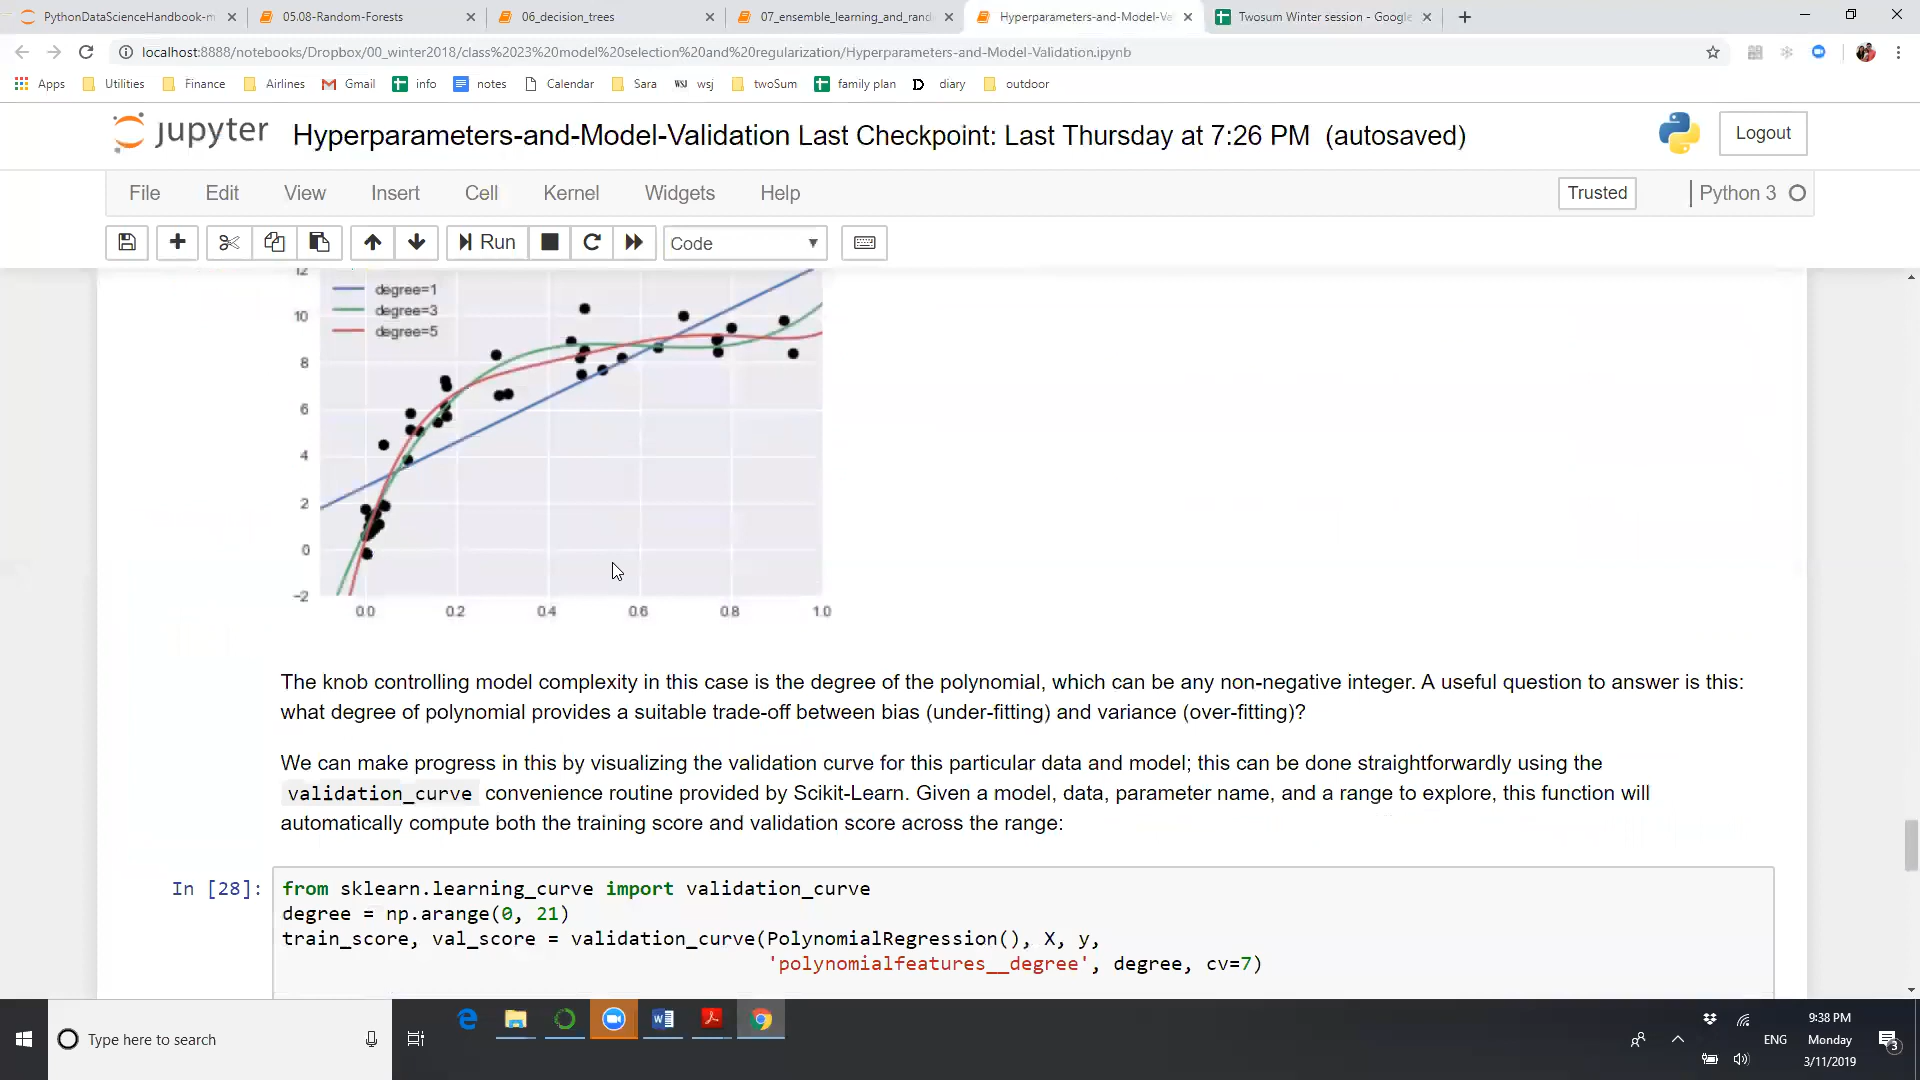 PythonDataScienceHandbook-m
05.08-Random-Forests
06_decision_trees
07_ensemble_learning_and_rand
Hyperparameters-and-Model-Va
Twosum Winter session - Google
localhost:8888/notebooks/Dropbox/00_winter2018/class%2023%20model%20selection%20and%20regularization/Hyperparameters-and-Model-Validation.ipynb
Apps Utilities Finance Airlines Gmail info notes Calendar Sara WSJ wsj twoSum family plan D diary outdoor
jupyter Hyperparameters-and-Model-Validation Last Checkpoint: Last Thursday at 7:26 PM (autosaved) Logout
File Edit View Insert Cell Kernel Widgets Help Trusted Python 3
Run Code
12
degree=1
degree=3
degree=5
10
8
6
4
2
0
-2
0.0 0.2 0.4 0.6 0.8 1.0
The knob controlling model complexity in this case is the degree of the polynomial, which can be any non-negative integer. A useful question to answer is this:
what degree of polynomial provides a suitable trade-off between bias (under-fitting) and variance (over-fitting)?
We can make progress in this by visualizing the validation curve for this particular data and model; this can be done straightforwardly using the
validation_curve convenience routine provided by Scikit-Learn. Given a model, data, parameter name, and a range to explore, this function will
automatically compute both the training score and validation score across the range:
In [28]: from sklearn.learning_curve import validation_curve
degree = np.arange(0, 21)
train_score, val_score = validation_curve(PolynomialRegression(), X, y,
'polynomialfeatures__degree', degree, cv=7)
Type here to search
ENG
9:38 PM
Monday
3/11/2019
3